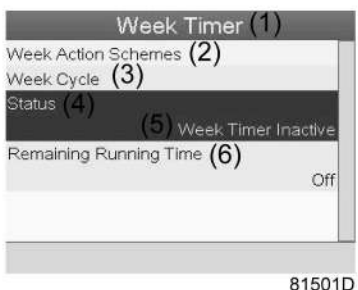 Week Timer (1)
Week Action Schemes (2)
Week Cycle (3)
Status (4)
(5) Week Timer Inactive
Remaining Running Time (6)
Off
81501D